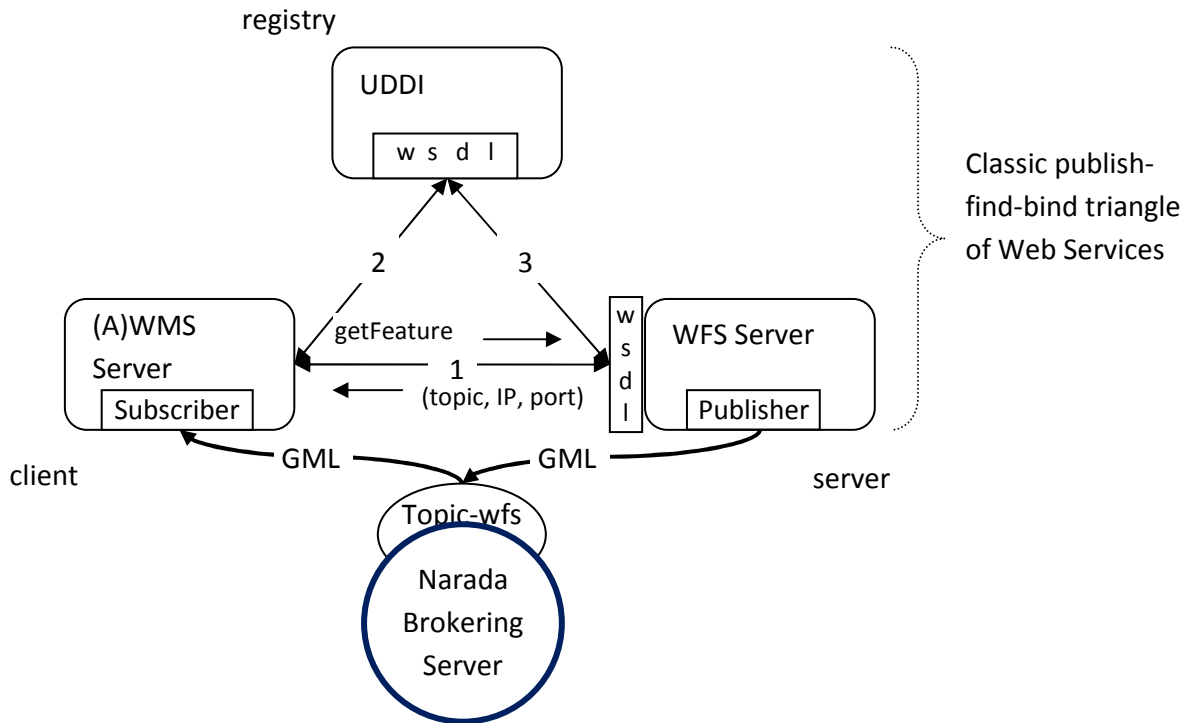 registry
UDDI
w s d l
Classic publish-
find-bind triangle
of Web Services
2
3
(A)WMS
Server
Subscriber
getFeature
1
(topic, IP, port)
w
s
d
l
WFS Server
Publisher
client
GML
GML
server
Topic-wfs
Narada
Brokering
Server